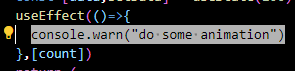 useEffect(()=>{
console.warn("do some animation")
},[count])